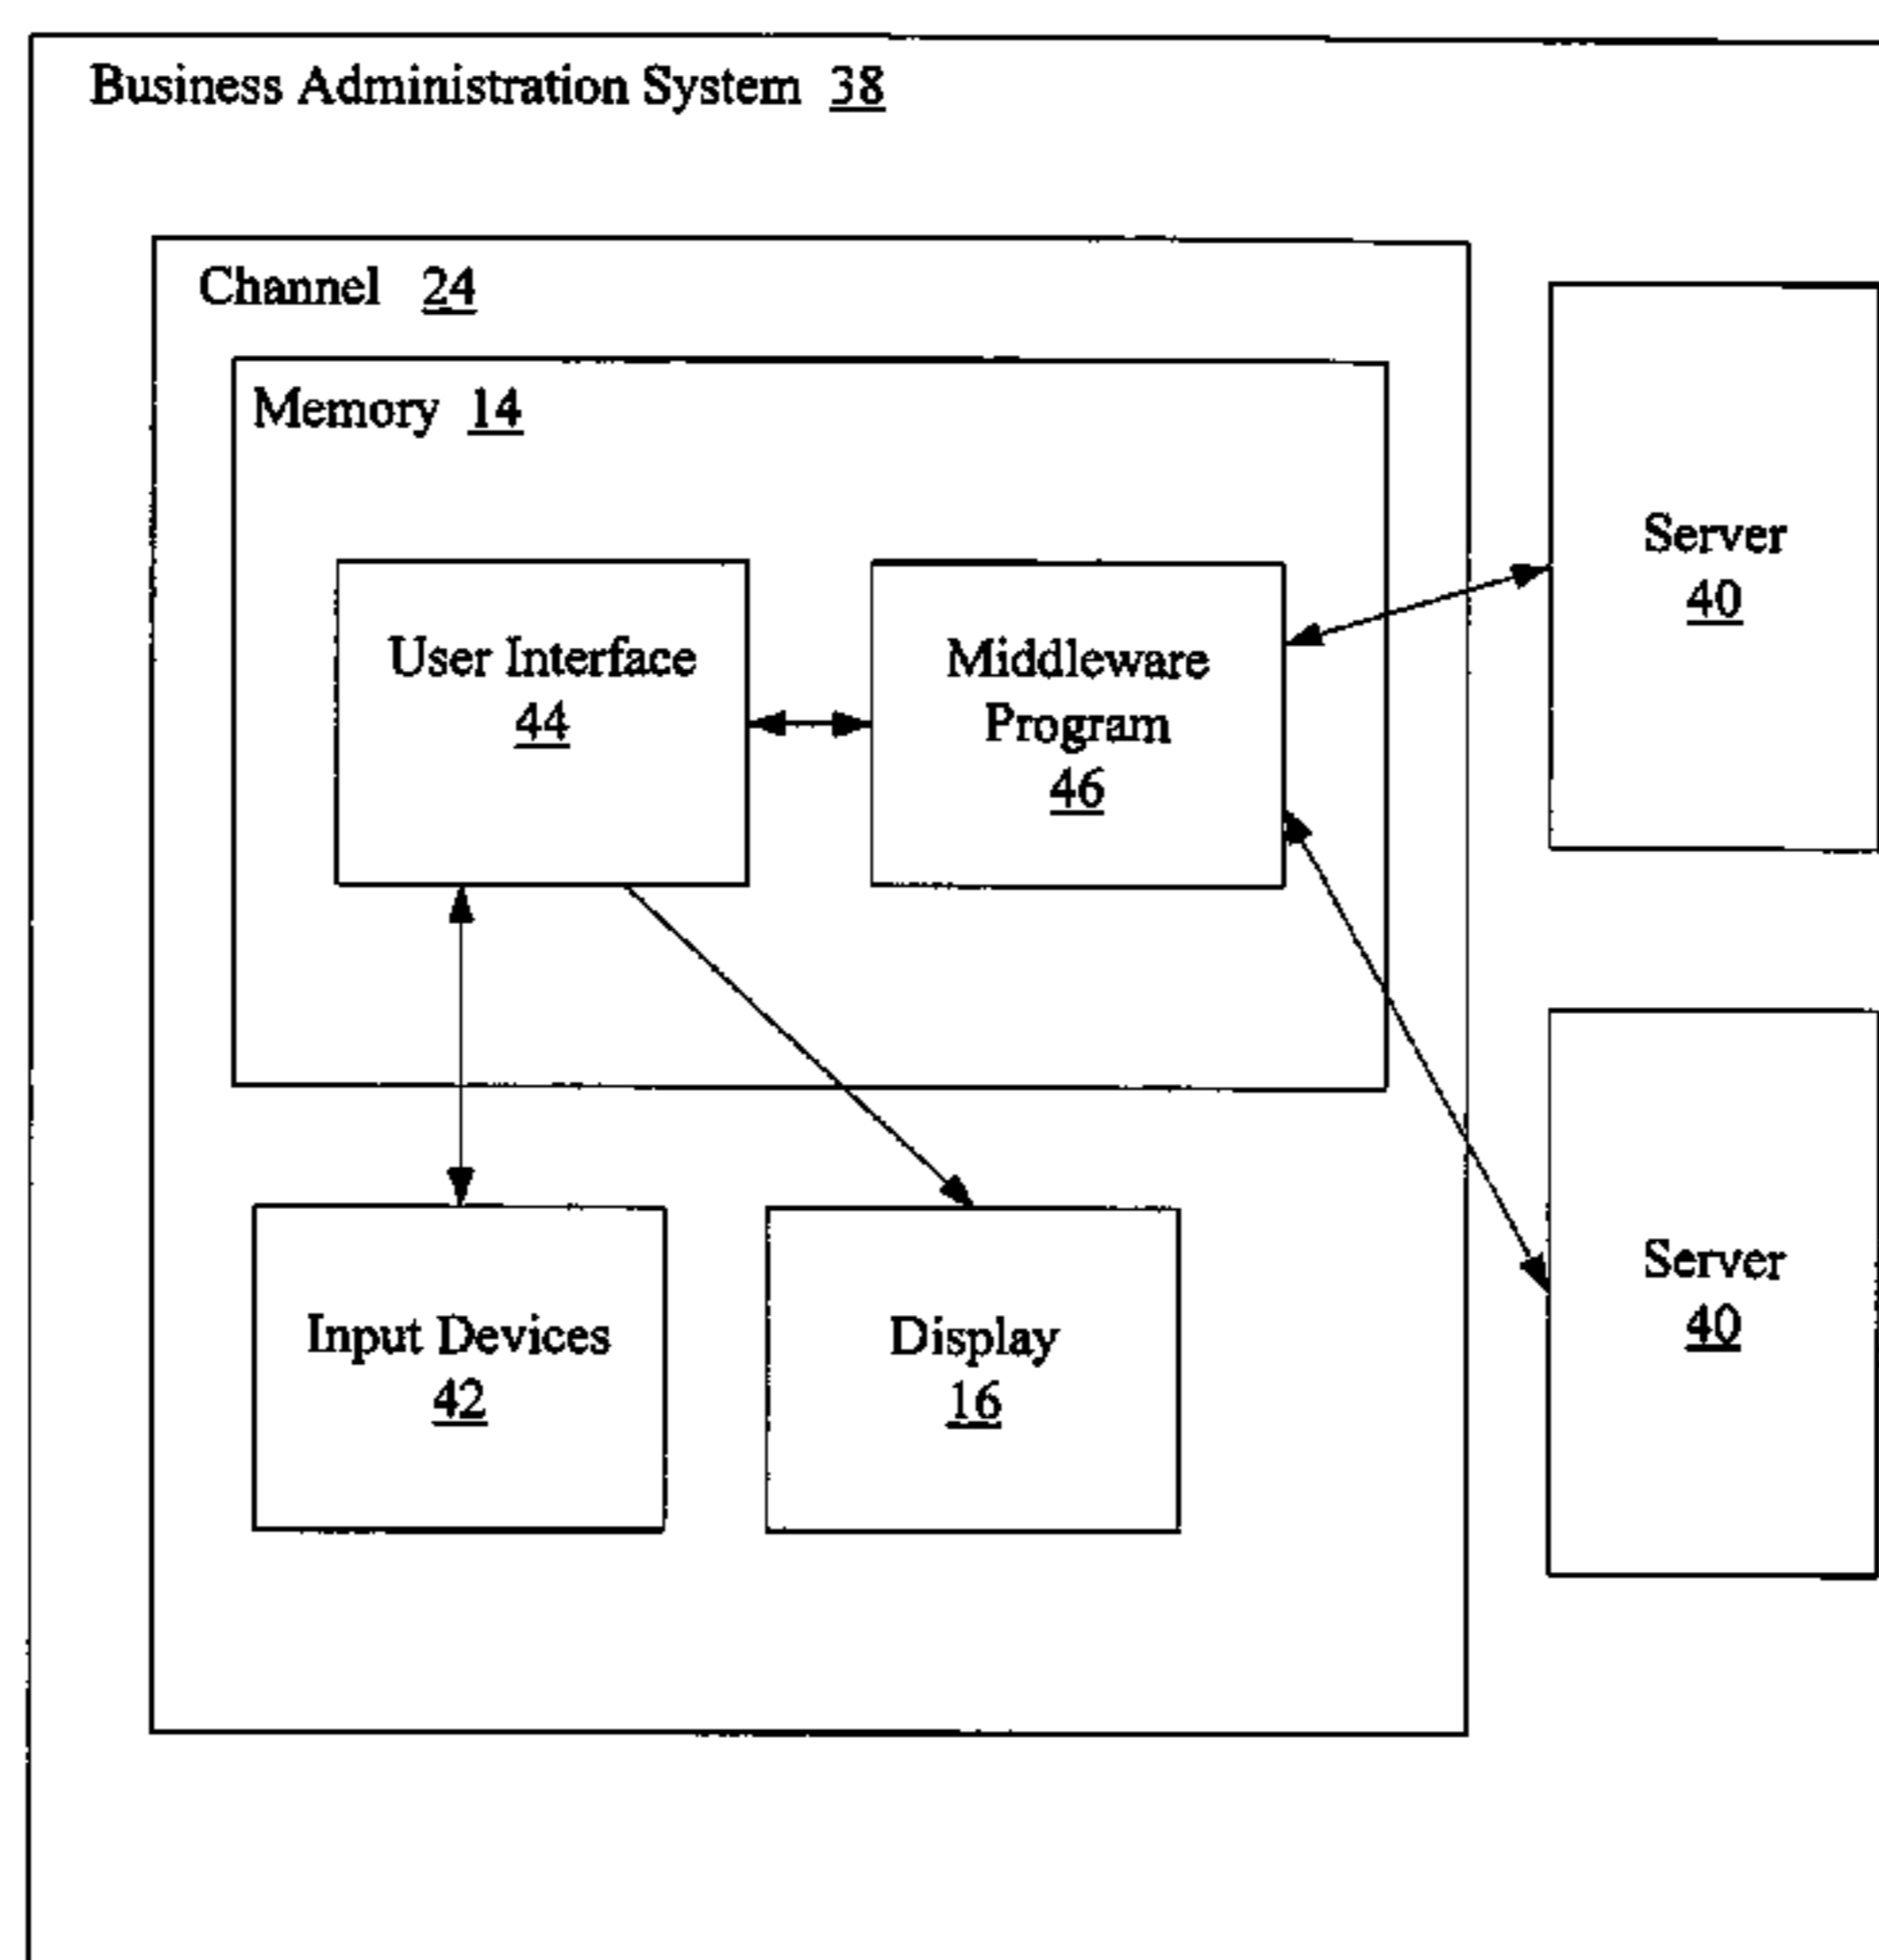 Business Administration System 38
Channel 24
Memory 14
User Interface
44
Middleware
Program
46
Server
40
Input Devices
42
Display
16
Server
40